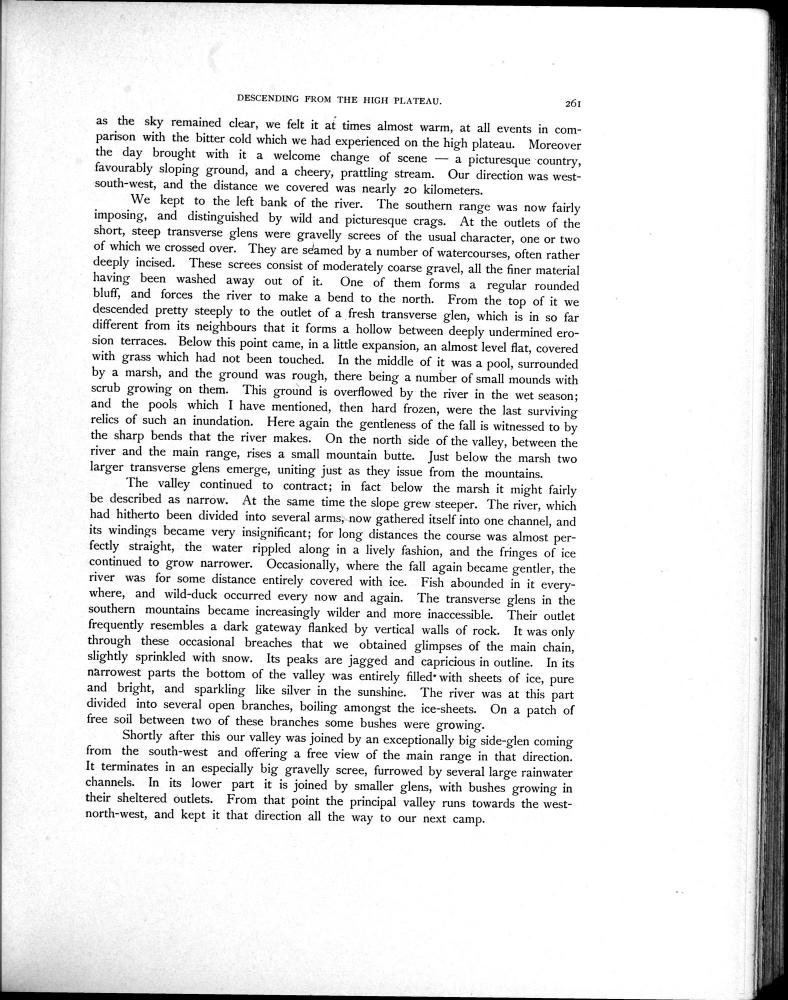 DESCENDING FROM THE HIGH PLATEAU. 261
as the sky remained clear, we felt it at times almost warm, at all events in com-
parison with the bitter cold which we had experienced on the high plateau. Moreover
the day brought with it a welcome change of scene — a picturesque country,
favourably sloping ground, and a cheery, prattling stream. Our direction was west-
south-west, and the distance we covered was nearly 20 kilometers.
We kept to the left bank of the river. The southern range was now fairly
imposing, and distinguished by wild and picturesque crags. At the outlets of the
short, steep transverse glens were gravelly screes of the usual character, one or two
of which we crossed over. They are seamed by a number of watercourses, often rather
deeply incised. These screes consist of moderately coarse gravel, all the finer material
having been washed away out of it. One of them forms a regular rounded
bluff, and forces the river to make a bend to the north. From the top of it we
descended pretty steeply to the outlet of a fresh transverse glen, which is in so far
different from its neighbours that it forms a hollow between deeply undermined ero-
sion terraces. Below this point came, in a little expansion, an almost level flat, covered
with grass which had not been touched. In the middle of it was a pool, surrounded
by a marsh, and the ground was rough, there being a number of small mounds with
scrub growing on them. This ground is overflowed by the river in the wet season;
and the pools which I have mentioned, then hard frozen, were the last surviving
relics of such an inundation. Here again the gentleness of the fall is witnessed to by
the sharp bends that the river makes. On the north side of the valley, between the
river and the main range, rises a small mountain butte. Just below the marsh two
larger transverse glens emerge, uniting just as they issue from the mountains.
The valley continued to contract; in fact below the marsh it might fairly
be described as narrow. At the same time the slope grew steeper. The river, which
had hitherto been divided into several arms, now gathered itself into one channel, and
its windings became very insignificant; for long distances the course was almost per-
fectly straight, the water rippled along in a lively fashion, and the fringes of ice
continued to grow narrower. Occasionally, where the fall again became gentler, the
river was for some distance entirely covered with ice. Fish abounded in it every-
where, and wild-duck occurred every now and again. The transverse glens in the
southern mountains became increasingly wilder and more inaccessible. Their outlet
frequently resembles a dark gateway flanked by vertical walls of rock. It was only
through these occasional breaches that we obtained glimpses of the main chain,
slightly sprinkled with snow. Its peaks are jagged and capricious in outline. In its
narrowest parts the bottom of the valley was entirely filled with sheets of ice, pure
and bright, and sparkling like silver in the sunshine. The river was at this part
divided into several open branches, boiling amongst the ice-sheets. On a patch of
free soil between two of these branches some bushes were growing.
Shortly after this our valley was joined by an exceptionally big side-glen coming
from the south-west and offering a free view of the main range in that direction.
It terminates in an especially big gravelly scree, furrowed by several large rainwater
channels. In its lower part it is joined by smaller glens, with bushes growing in
their sheltered outlets. From that point the principal valley runs towards the west-
north-west, and kept it that direction all the way to our next camp.